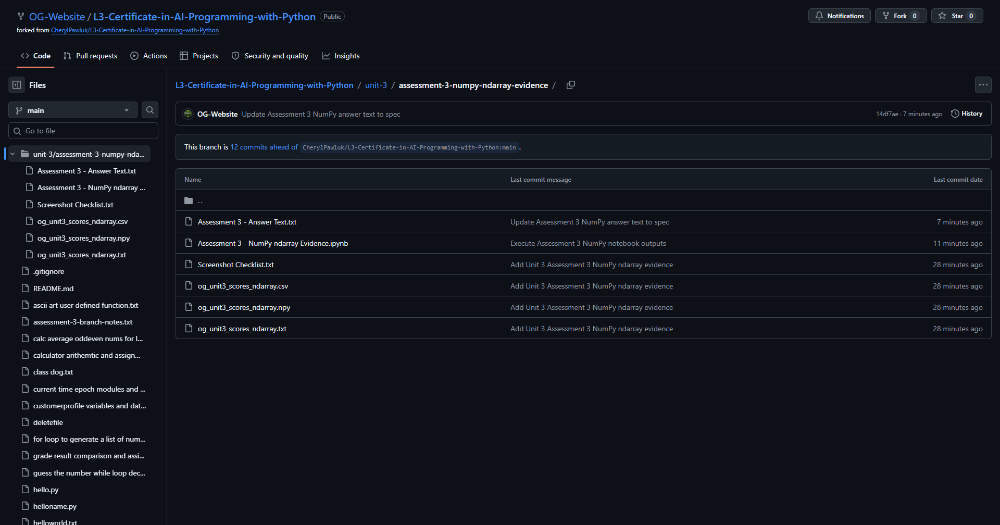 OG-Website / L3-Certificate-in-AI-Programming-with-Python Public
Notifications
Fork 0
Star 0
forked from CherylPawluk/L3-Certificate-in-AI-Programming-with-Python
Code
Pull requests
Actions
Projects
Security and quality
Insights
Files
main
Go to file
unit-3/assessment-3-numpy-nda...
Assessment 3 - Answer Text.txt
Assessment 3 - NumPy ndarray ...
Screenshot Checklist.txt
og_unit3_scores_ndarray.csv
og_unit3_scores_ndarray.npy
og_unit3_scores_ndarray.txt
.gitignore
README.md
ascii art user defined function.txt
assessment-3-branch-notes.txt
calc average oddeven nums for l...
calculator arithemtic and assign...
class dog.txt
current time epoch modules and ...
customerprofile variables and dat...
deletefile
for loop to generate a list of num...
grade result comparison and assi...
guess the number while loop dec...
hello.py
helloname.py
helloworld.txt
L3-Certificate-in-AI-Programming-with-Python / unit-3 / assessment-3-numpy-ndarray-evidence /
OG-Website Update Assessment 3 NumPy answer text to spec
14df7ae · 7 minutes ago
History
This branch is 12 commits ahead of CherylPawluk/L3-Certificate-in-AI-Programming-with-Python:main .
Name Last commit message Last commit date
..
Assessment 3 - Answer Text.txt Update Assessment 3 NumPy answer text to spec 7 minutes ago
Assessment 3 - NumPy ndarray Evidence.ipynb Execute Assessment 3 NumPy notebook outputs 11 minutes ago
Screenshot Checklist.txt Add Unit 3 Assessment 3 NumPy ndarray evidence 28 minutes ago
og_unit3_scores_ndarray.csv Add Unit 3 Assessment 3 NumPy ndarray evidence 28 minutes ago
og_unit3_scores_ndarray.npy Add Unit 3 Assessment 3 NumPy ndarray evidence 28 minutes ago
og_unit3_scores_ndarray.txt Add Unit 3 Assessment 3 NumPy ndarray evidence 28 minutes ago